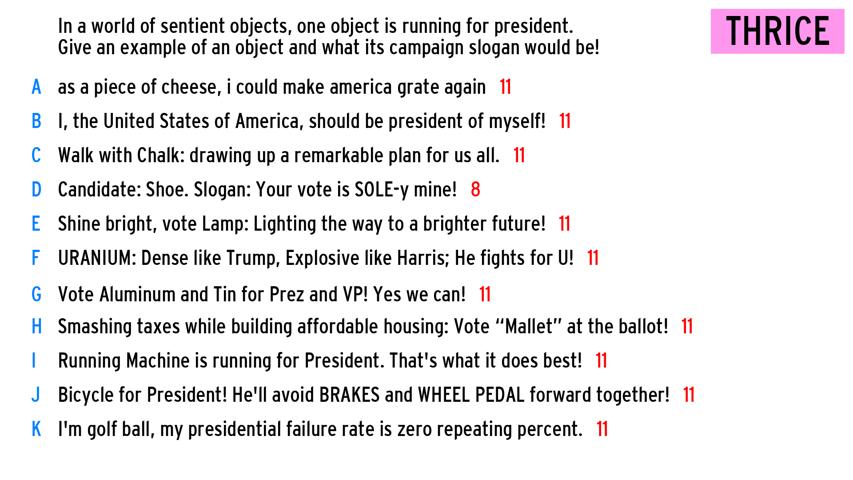 In a world of sentient objects, one object is running for president.
Give an example of an object and what its campaign slogan would be!
THRICE
A as a piece of cheese, i could make america grate again 11
B I, the United States of America, should be president of myself! 11
C Walk with Chalk: drawing up a remarkable plan for us all. 11
D Candidate: Shoe. Slogan: Your vote is SOLE-y mine! 8
E Shine bright, vote Lamp: Lighting the way to a brighter future! 11
F URANIUM: Dense like Trump, Explosive like Harris; He fights for U! 11
G Vote Aluminum and Tin for Prez and VP! Yes we can! 11
H Smashing taxes while building affordable housing: Vote “Mallet” at the ballot! 11
I Running Machine is running for President. That's what it does best! 11
J Bicycle for President! He'll avoid BRAKES and WHEEL PEDAL forward together! 11
K I'm golf ball, my presidential failure rate is zero repeating percent. 11